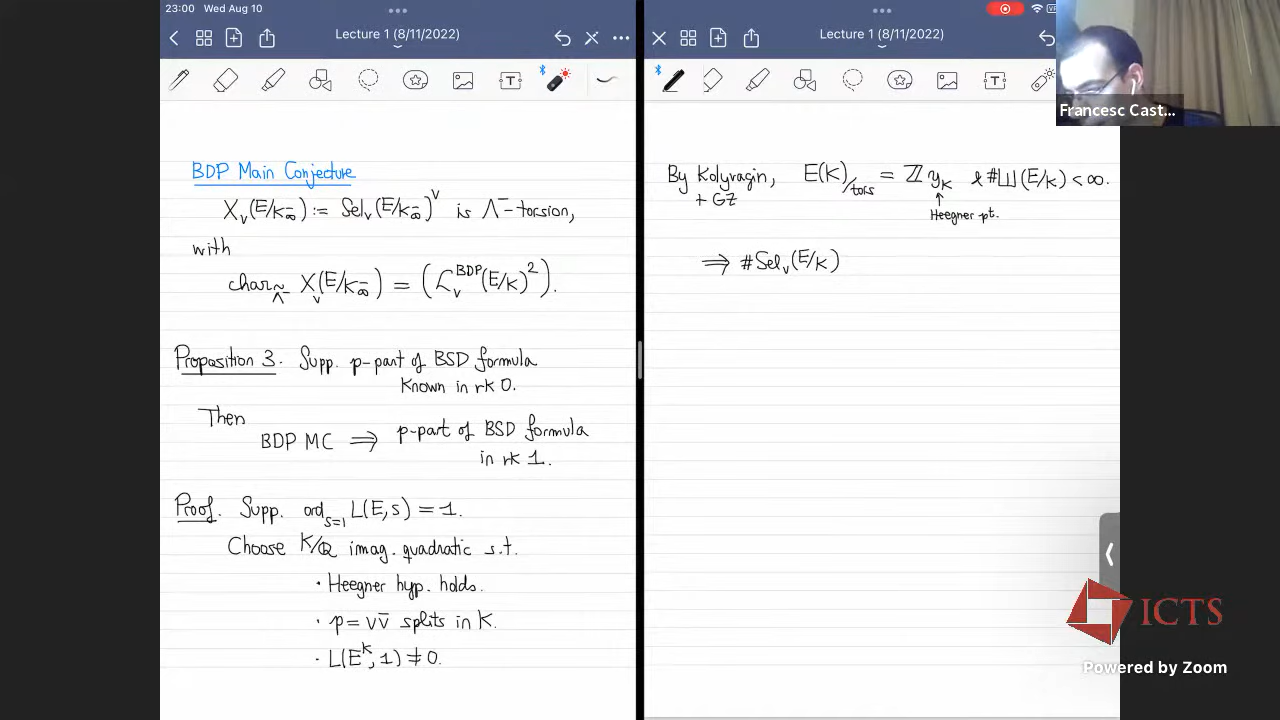 23:00 Wed Aug 10
Lecture 1 (8/11/2022)
BDP Main Conjecture
X_v(E/K_∞^-) := Sel_v(E/K_∞^-)^∨ is Λ^- -torsion,
with
char_Λ̃^- X_v(E/K_∞^-) = (ℒ_v^BDP(E/K)^2).
Proposition 3. Supp. p-part of BSD formula
Known in rk 0.
Then
BDP MC ⟹ p-part of BSD formula
in rk 1.
Proof. Supp. ord_{s=1} L(E,s) = 1.
Choose K/ℚ imag. quadratic s.t.
· Heegner hyp. holds.
· p = v v̄ splits in K.
· L(E^K, 1) ≠ 0.
Lecture 1 (8/11/2022)
By Kolyvagin, E(K)/tors = ℤ y_K & #Ш(E/K) < ∞.
+ GZ
↑
Heegner pt.
⟹ #Sel_v(E/K)
Francesc Cast...
ICTS
Powered by Zoom